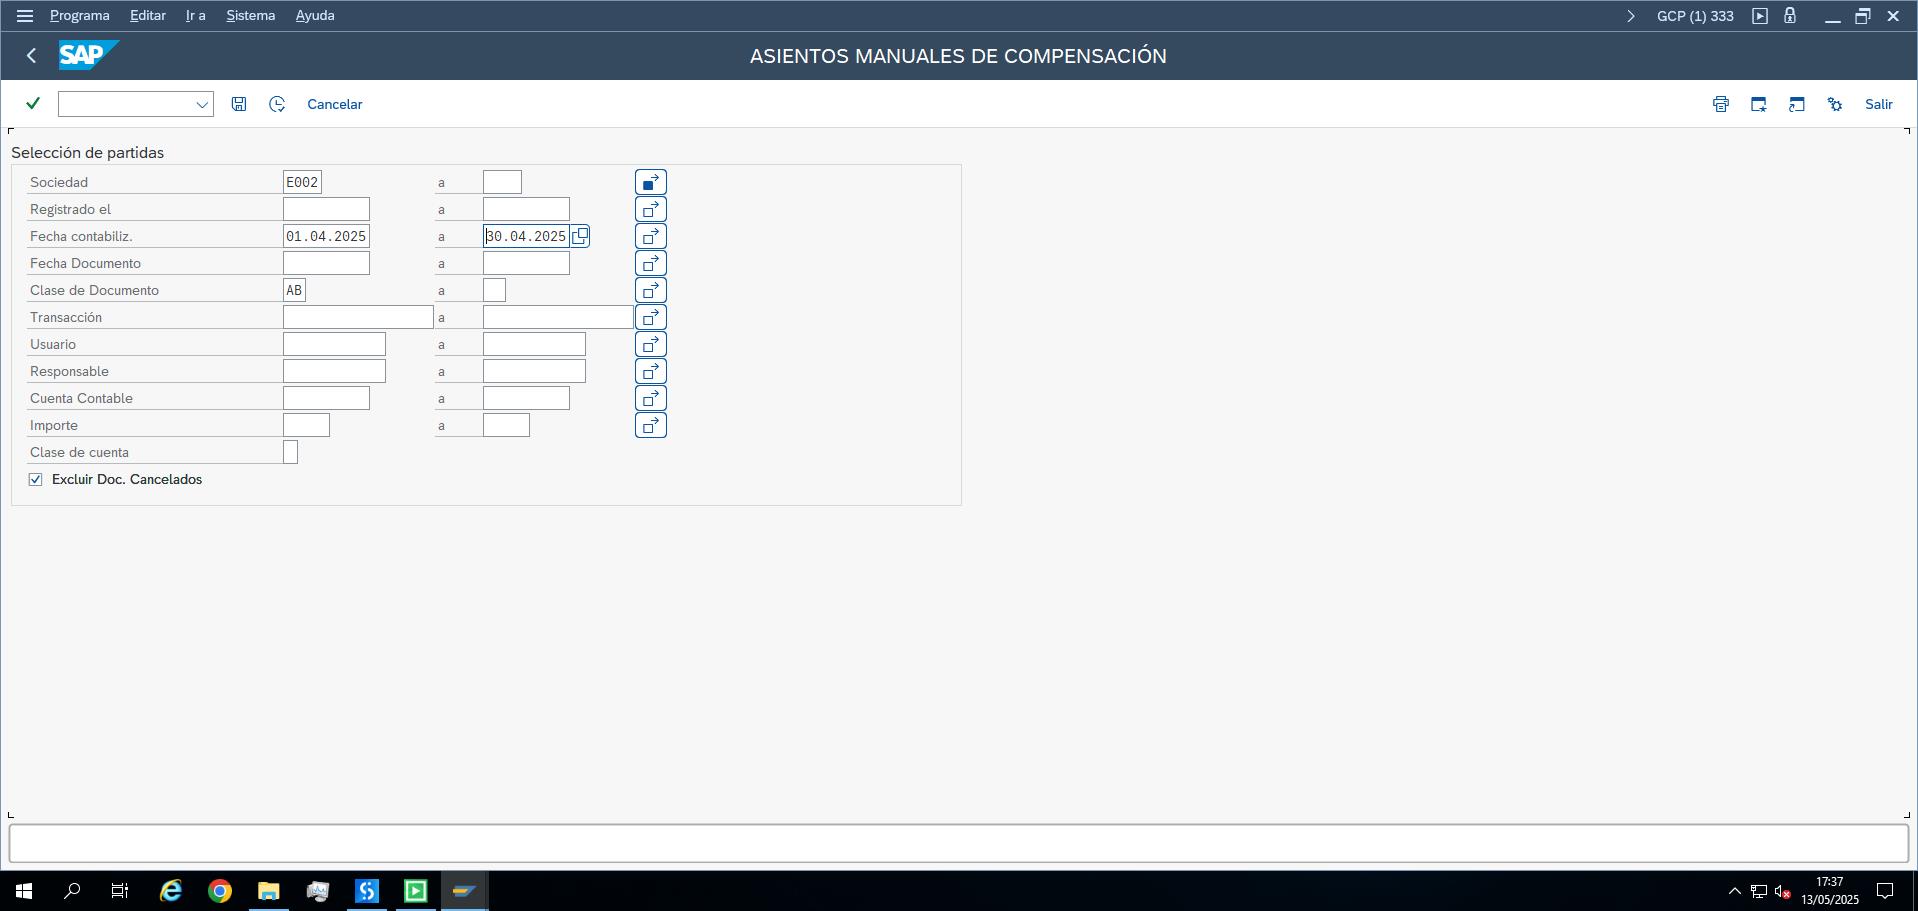 Programa Editar Ir a Sistema Ayuda GCP (1) 333
SAP ASIENTOS MANUALES DE COMPENSACIÓN
Cancelar Salir
Selección de partidas
Sociedad E002 a
Registrado el a
Fecha contabiliz. 01.04.2025 a 30.04.2025
Fecha Documento a
Clase de Documento AB a
Transacción a
Usuario a
Responsable a
Cuenta Contable a
Importe a
Clase de cuenta
Excluir Doc. Cancelados
17:37
13/05/2025